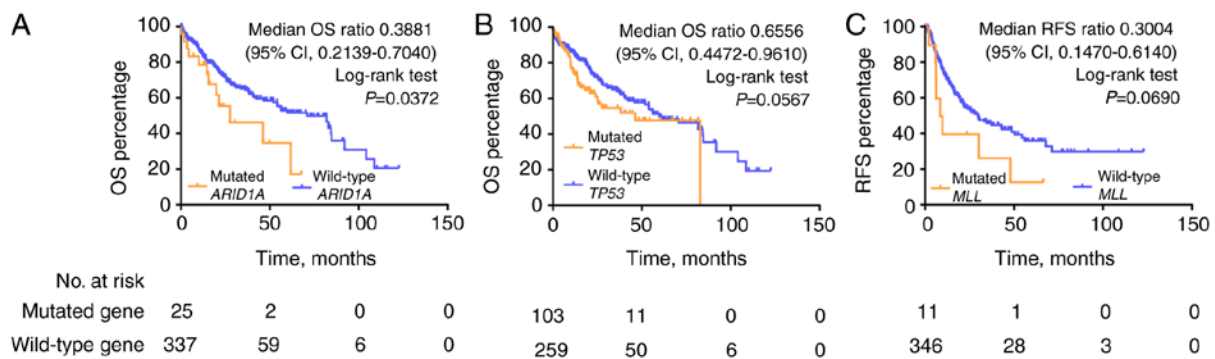 A
Median OS ratio 0.3881
(95% CI, 0.2139-0.7040)
Log-rank test
P=0.0372
OS percentage
100
80
60
40
20
0
Mutated
ARID1A
Wild-type
ARID1A
0 50 100 150
Time, months
B
Median OS ratio 0.6556
(95% CI, 0.4472-0.9610)
Log-rank test
P=0.0567
OS percentage
100
80
60
40
20
0
Mutated
TP53
Wild-type
TP53
0 50 100 150
Time, months
C
Median RFS ratio 0.3004
(95% CI, 0.1470-0.6140)
Log-rank test
P=0.0690
RFS percentage
100
80
60
40
20
0
Mutated
MLL
Wild-type
MLL
0 50 100 150
Time, months
No. at risk
Mutated gene 25 2 0 0 103 11 0 0 11 1 0 0
Wild-type gene 337 59 6 0 259 50 6 0 346 28 3 0